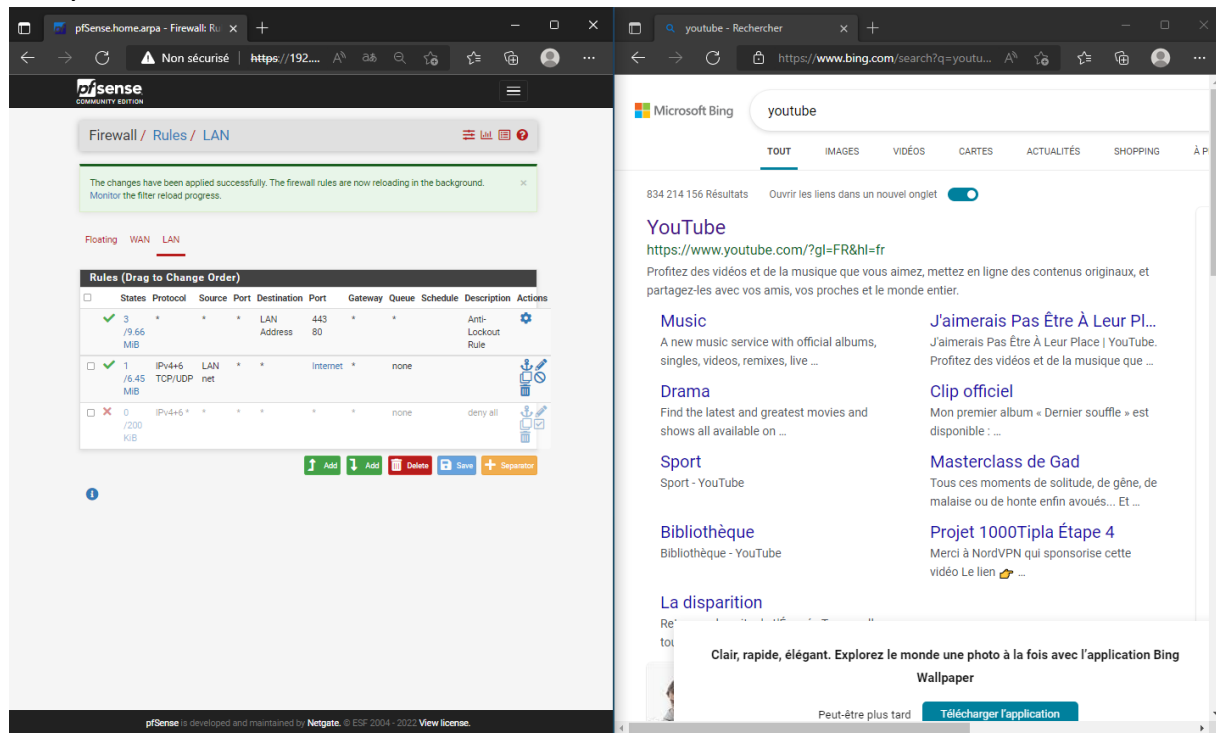 pfSense.home.arpa - Firewall: Ru
Non sécurisé | https://192....
pfsense
COMMUNITY EDITION
Firewall / Rules / LAN
The changes have been applied successfully. The firewall rules are now reloading in the background.
Monitor the filter reload progress.
Floating WAN LAN
Rules (Drag to Change Order)
States Protocol Source Port Destination Port Gateway Queue Schedule Description Actions
3 * * * LAN 443 * * Anti-
/9.66 Address 80 Lockout
MiB Rule
1 IPv4+6 LAN * * Internet * none
/6.45 TCP/UDP net
MiB
0 IPv4+6 * * * * * * none deny all
/200
KiB
Add Add Delete Save Separator
pfSense is developed and maintained by Netgate. © ESF 2004 - 2022 View license.
youtube - Rechercher
https://www.bing.com/search?q=youtu...
Microsoft Bing youtube
TOUT IMAGES VIDÉOS CARTES ACTUALITÉS SHOPPING À P
834 214 156 Résultats Ouvrir les liens dans un nouvel onglet
YouTube
https://www.youtube.com/?gl=FR&hl=fr
Profitez des vidéos et de la musique que vous aimez, mettez en ligne des contenus originaux, et
partagez-les avec vos amis, vos proches et le monde entier.
Music
A new music service with official albums,
singles, videos, remixes, live ...
J'aimerais Pas Être À Leur Pl...
J'aimerais Pas Être À Leur Place | YouTube.
Profitez des vidéos et de la musique que ...
Drama
Find the latest and greatest movies and
shows all available on ...
Clip officiel
Mon premier album « Dernier souffle » est
disponible : ...
Sport
Sport - YouTube
Masterclass de Gad
Tous ces moments de solitude, de gêne, de
malaise ou de honte enfin avoués... Et ...
Bibliothèque
Bibliothèque - YouTube
Projet 1000Tipla Étape 4
Merci à NordVPN qui sponsorise cette
vidéo Le lien 👉 ...
La disparition
Clair, rapide, élégant. Explorez le monde une photo à la fois avec l'application Bing
Wallpaper
Peut-être plus tard Télécharger l'application